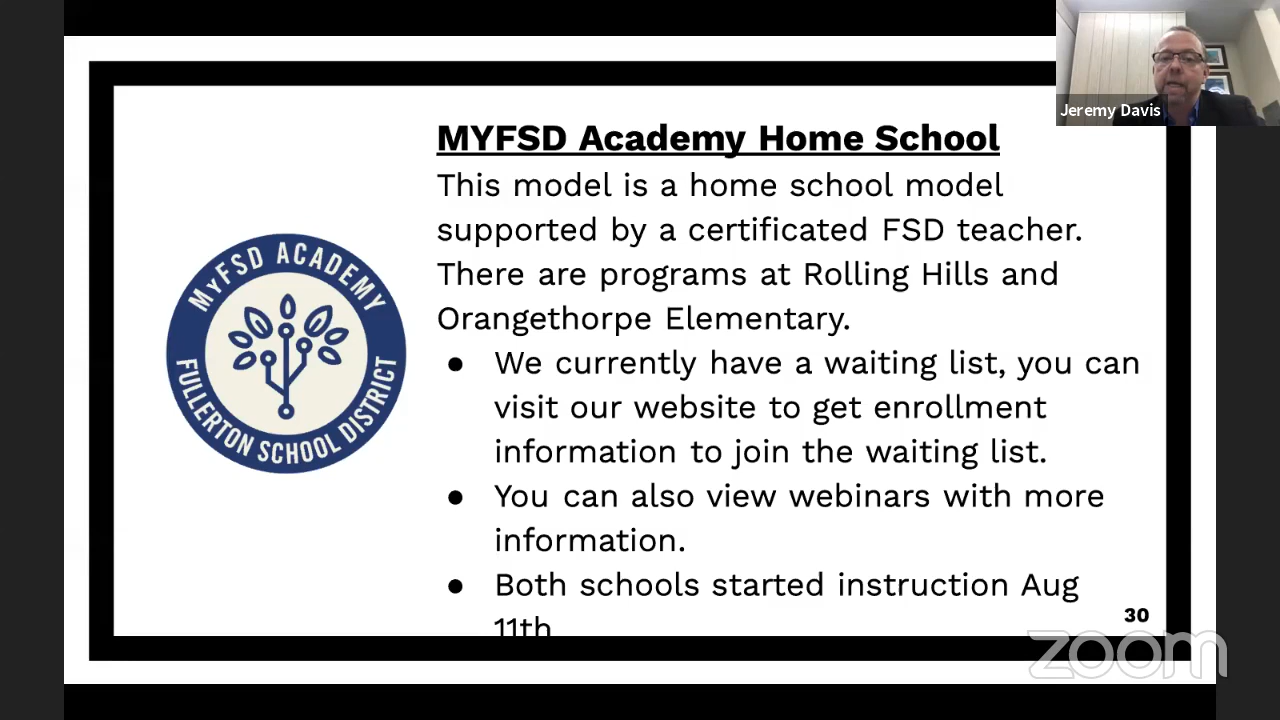 Jeremy Davis
MYFSD Academy Home School
This model is a home school model
supported by a certificated FSD teacher.
There are programs at Rolling Hills and
Orangethorpe Elementary.
● We currently have a waiting list, you can
visit our website to get enrollment
information to join the waiting list.
● You can also view webinars with more
information.
● Both schools started instruction Aug
11th
MYFSD ACADEMY
FULLERTON SCHOOL DISTRICT
30
zoom